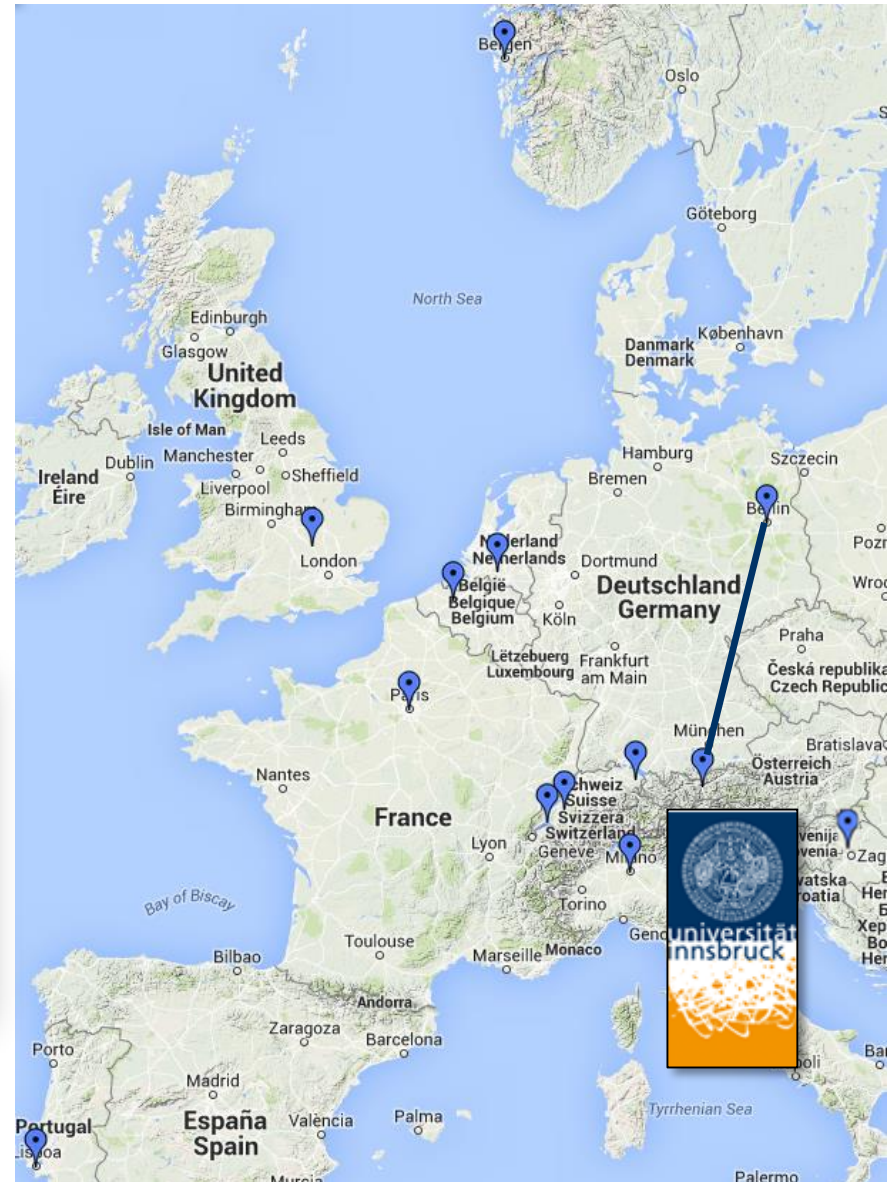 Bergen
Oslo
Göteborg
North Sea
Edinburgh
Glasgow
Danmark
Denmark
København
United
Kingdom
Isle of Man
Leeds
Ireland
Éire
Dublin
Manchester
Sheffield
Liverpool
Birmingham
London
Hamburg
Szczecin
Bremen
Berlin
Nederland
Netherlands
Dortmund
België
Belgique
Belgium
Deutschland
Germany
Köln
Lëtzebuerg
Luxembourg
Frankfurt
am Main
Praha
Česká republika
Czech Republic
Paris
München
Bratislava
Österreich
Austria
Nantes
France
Schweiz
Suisse
Svizzera
Switzerland
Lyon
Geneve
Milano
Torino
Bay of Biscay
Toulouse
Bilbao
Marseille
Monaco
universität
innsbruck
Andorra
Zaragoza
Barcelona
Porto
Madrid
Portugal
España
Spain
València
Palma
Lisboa
Tyrrhenian Sea
Palermo